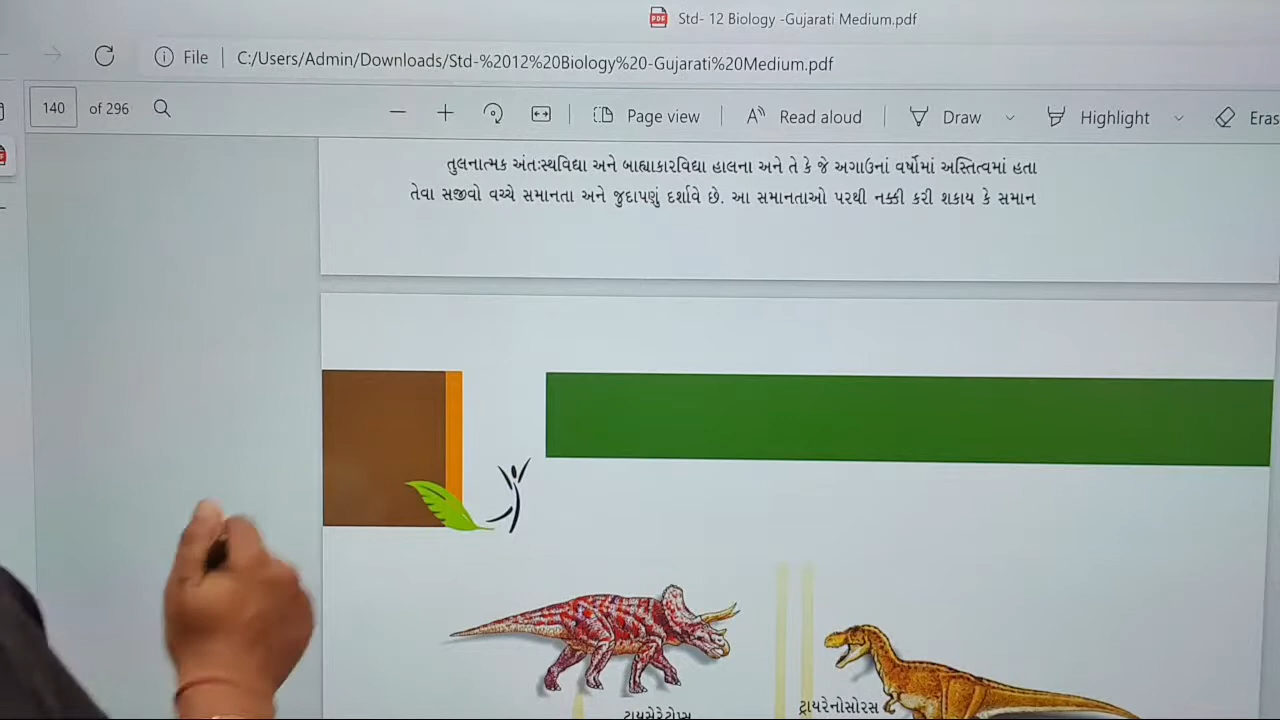 Std- 12 Biology -Gujarati Medium.pdf
File
C:/Users/Admin/Downloads/Std-%2012%20Biology%20-Gujarati%20Medium.pdf
140 of 296
Page view
Read aloud
Draw
Highlight
Eras
તુલનાત્મક અંતઃસ્થવિદ્યા અને બાહ્યાકારવિદ્યા હાલના અને તે કે જે અગાઉનાં વર્ષોમાં અસ્તિત્વમાં હતા
તેવા સજીવો વચ્ચે સમાનતા અને જુદાપણું દર્શાવે છે. આ સમાનતાઓ પરથી નક્કી કરી શકાય કે સમાન
ટ્રાયરેનોસોરસ